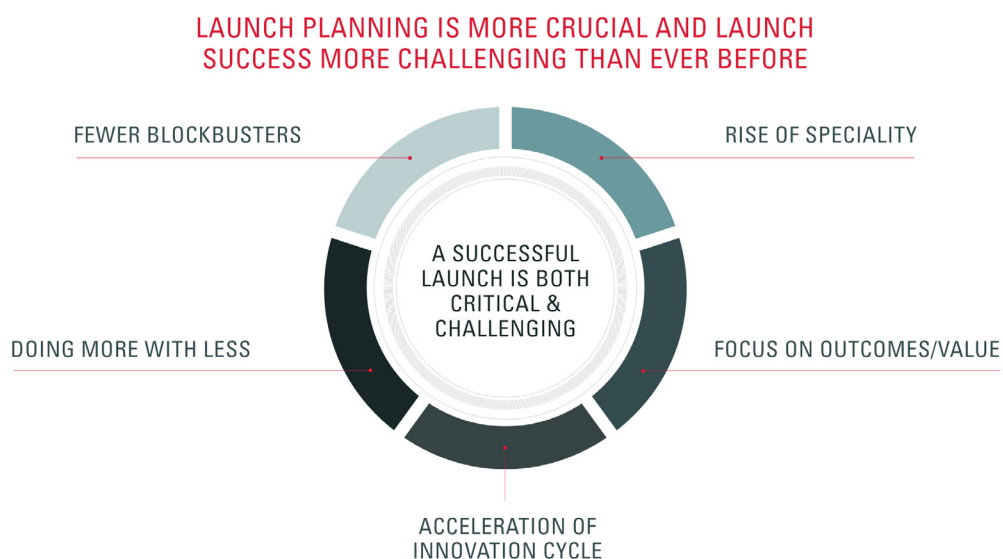 LAUNCH PLANNING IS MORE CRUCIAL AND LAUNCH
SUCCESS MORE CHALLENGING THAN EVER BEFORE
FEWER BLOCKBUSTERS
RISE OF SPECIALITY
A SUCCESSFUL
LAUNCH IS BOTH
CRITICAL &
CHALLENGING
DOING MORE WITH LESS
FOCUS ON OUTCOMES/VALUE
ACCELERATION OF
INNOVATION CYCLE